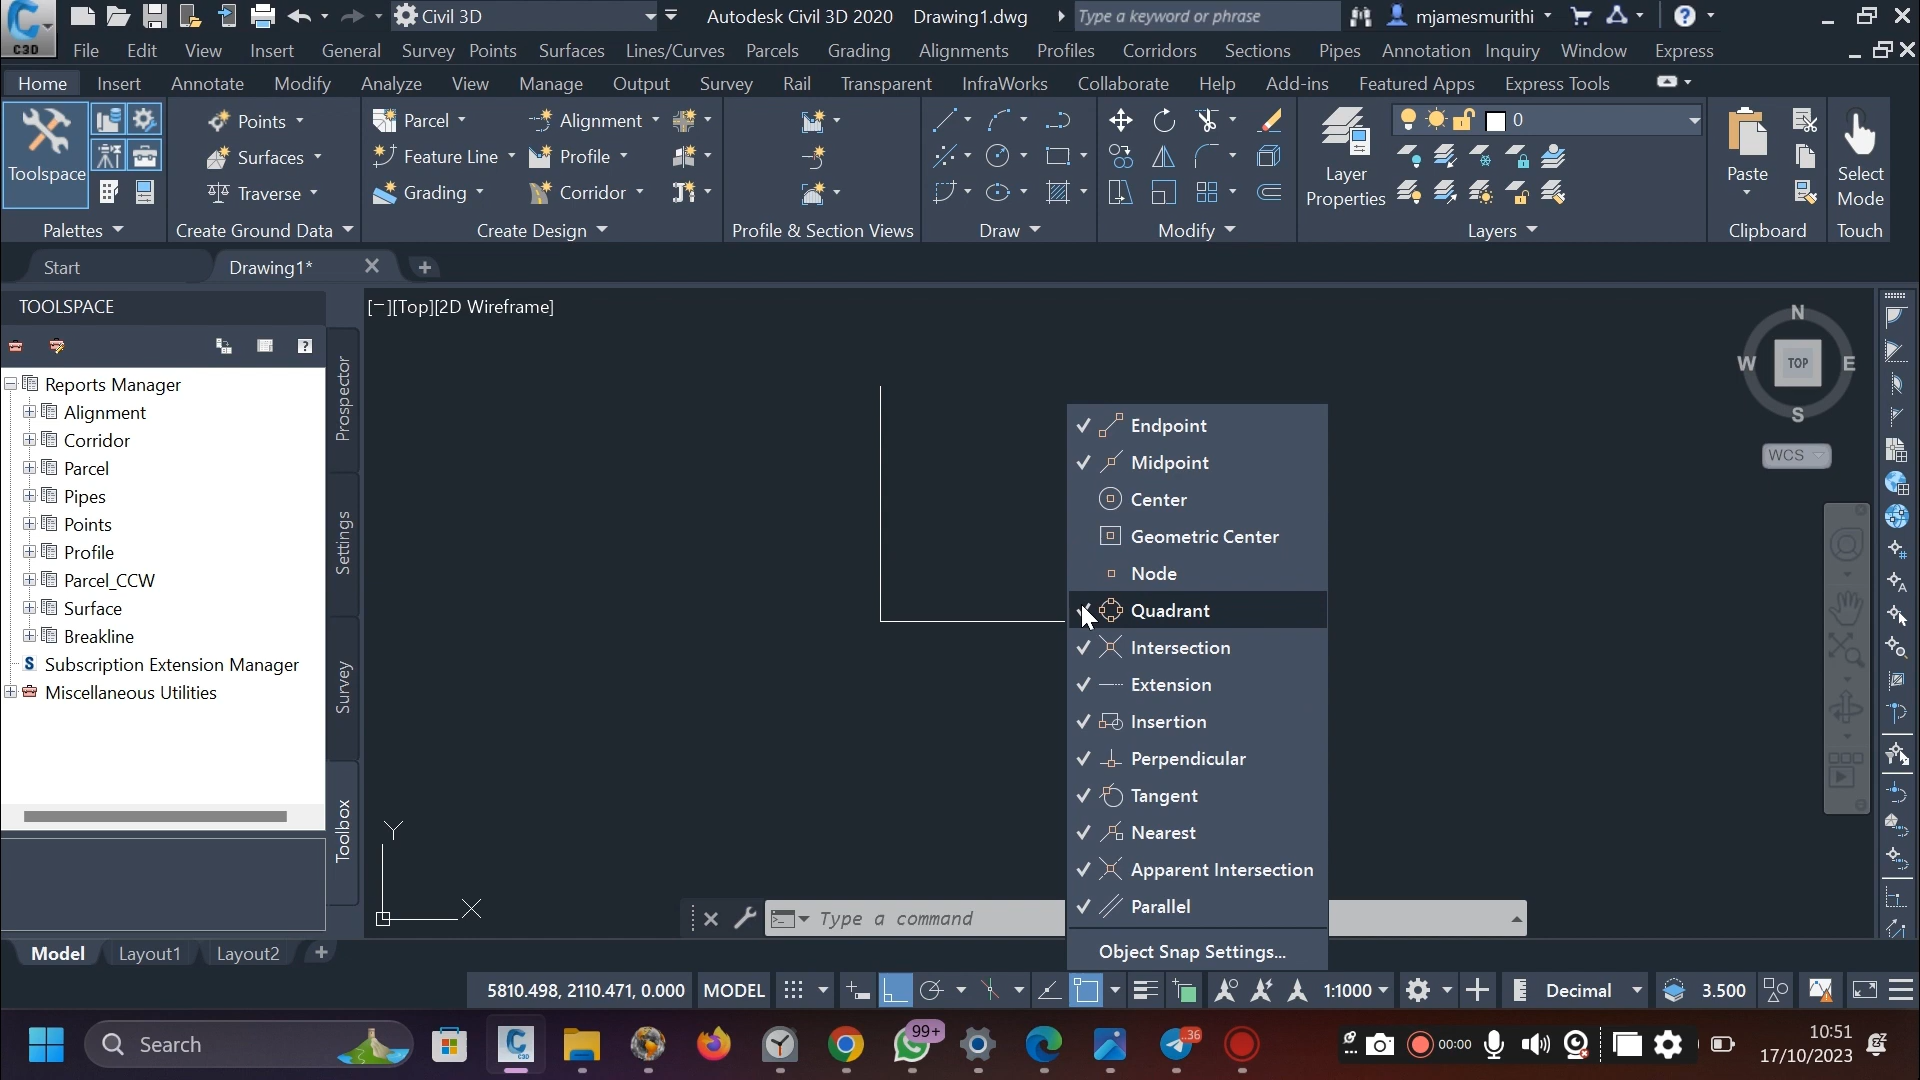 C3D
Civil 3D
Autodesk Civil 3D 2020 Drawing1.dwg
Type a keyword or phrase
mjamesmurithi
File Edit View Insert General Survey Points Surfaces Lines/Curves Parcels Grading Alignments Profiles Corridors Sections Pipes Annotation Inquiry Window Express
Home Insert Annotate Modify Analyze View Manage Output Survey Rail Transparent InfraWorks Collaborate Help Add-ins Featured Apps Express Tools
Toolspace
Points
Surfaces
Traverse
Parcel
Feature Line
Grading
Alignment
Profile
Corridor
0
Layer
Properties
Paste
Select
Mode
Palettes
Create Ground Data
Create Design
Profile & Section Views
Draw
Modify
Layers
Clipboard
Touch
Start
Drawing1*
TOOLSPACE
Reports Manager
Alignment
Corridor
Parcel
Pipes
Points
Profile
Parcel_CCW
Surface
Breakline
S Subscription Extension Manager
Miscellaneous Utilities
Prospector
Settings
Survey
Toolbox
[−][Top][2D Wireframe]
N
W TOP E
S
WCS
Endpoint
Midpoint
Center
Geometric Center
Node
Quadrant
Intersection
Extension
Insertion
Perpendicular
Tangent
Nearest
Apparent Intersection
Parallel
Object Snap Settings...
Y
X
Type a command
Model Layout1 Layout2
5810.498, 2110.471, 0.000 MODEL
1:1000
Decimal
3.500
Search
C3D
99+
36
00:00
10:51
17/10/2023